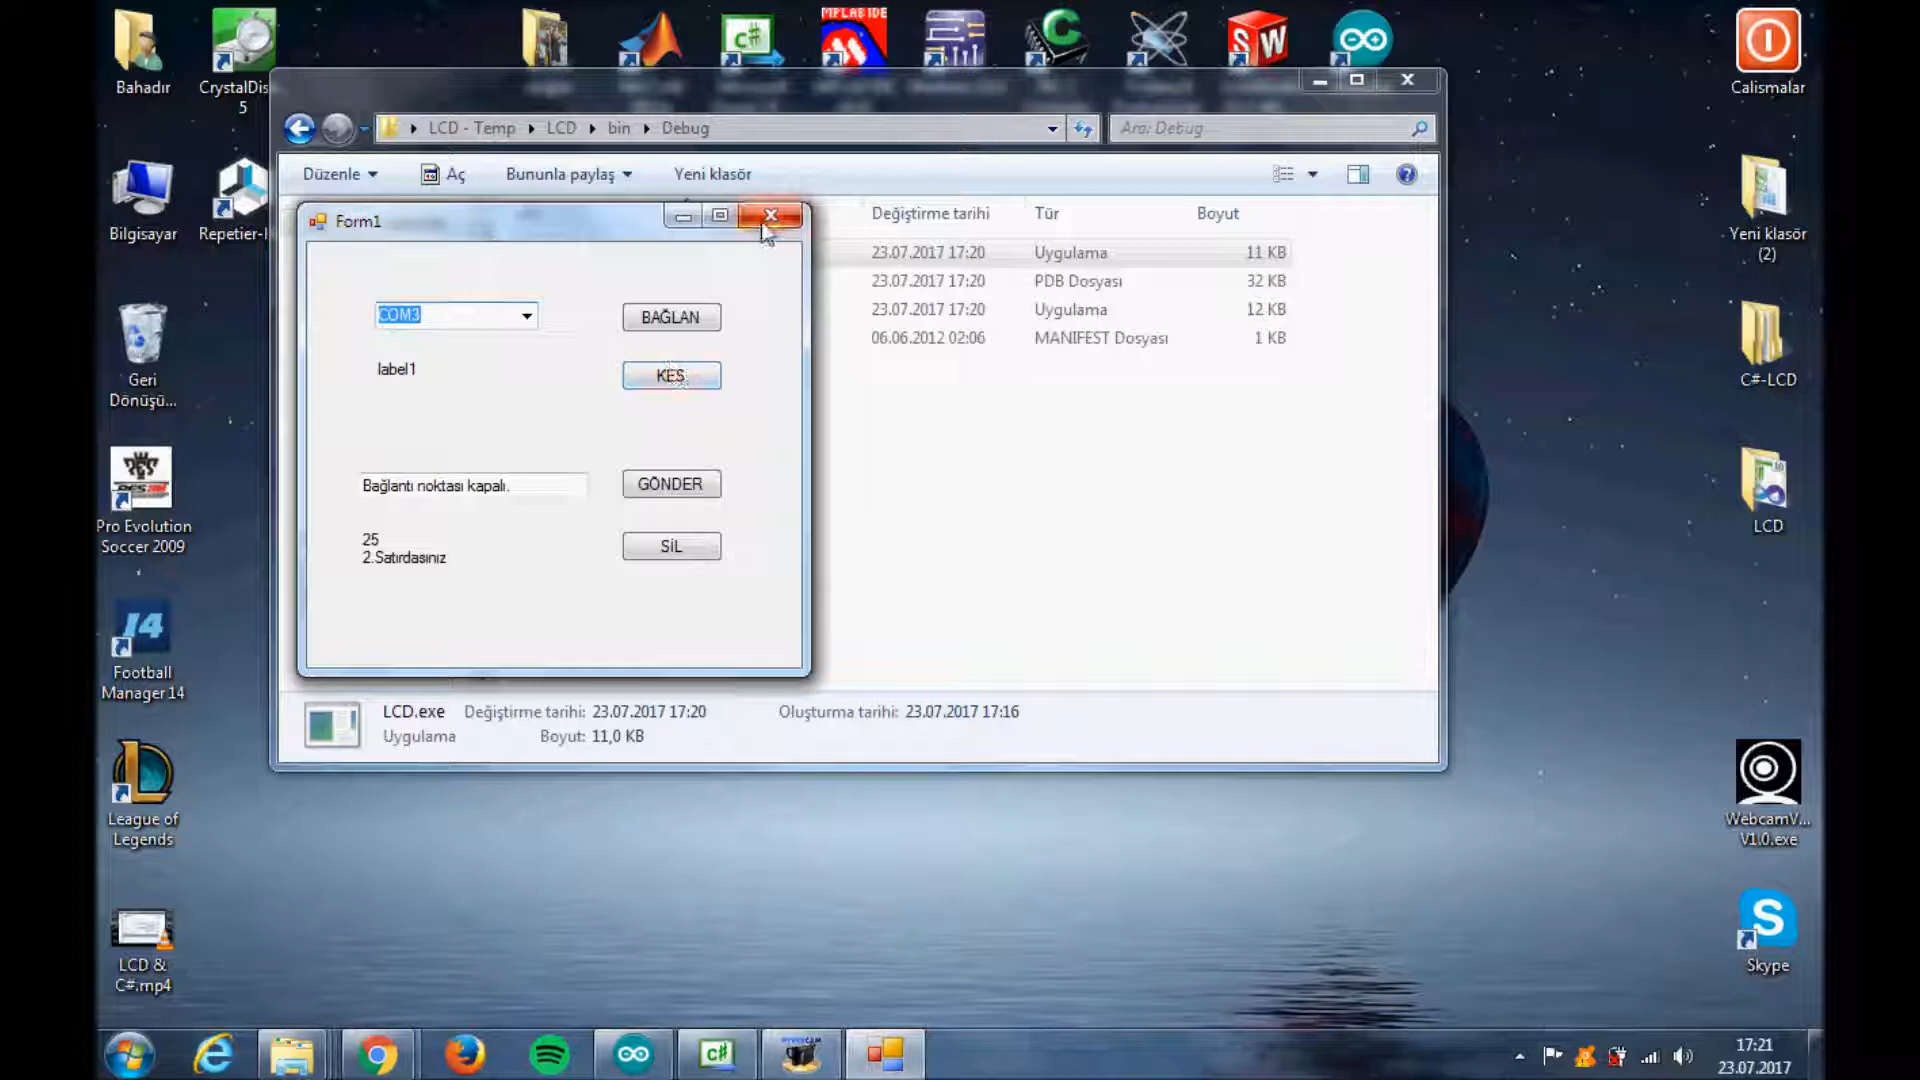 Bahadır
CrystalDis
5
MPLAB IDE
C#
SW
Calismalar
LCD - Temp
LCD
bin
Debug
Ara: Debug
Düzenle
Aç
Bununla paylaş
Yeni klasör
Form1
Değiştirme tarihi
Tür
Boyut
23.07.2017 17:20
Uygulama
11 KB
23.07.2017 17:20
PDB Dosyası
32 KB
23.07.2017 17:20
Uygulama
12 KB
06.06.2012 02:06
MANIFEST Dosyası
1 KB
COM3
BAĞLAN
label1
KES
Bağlantı noktası kapalı.
GÖNDER
25
2.Satırdasınız
SİL
LCD.exe
Değiştirme tarihi: 23.07.2017 17:20
Oluşturma tarihi: 23.07.2017 17:16
Uygulama
Boyut: 11,0 KB
Bilgisayar
Repetier-H
Geri
Dönüşü...
Pro Evolution
Soccer 2009
14
Football
Manager 14
League of
Legends
LCD &
C#.mp4
Yeni klasör
(2)
C#-LCD
LCD
WebcamV...
V1.0.exe
S
Skype
C#
17:21
23.07.2017